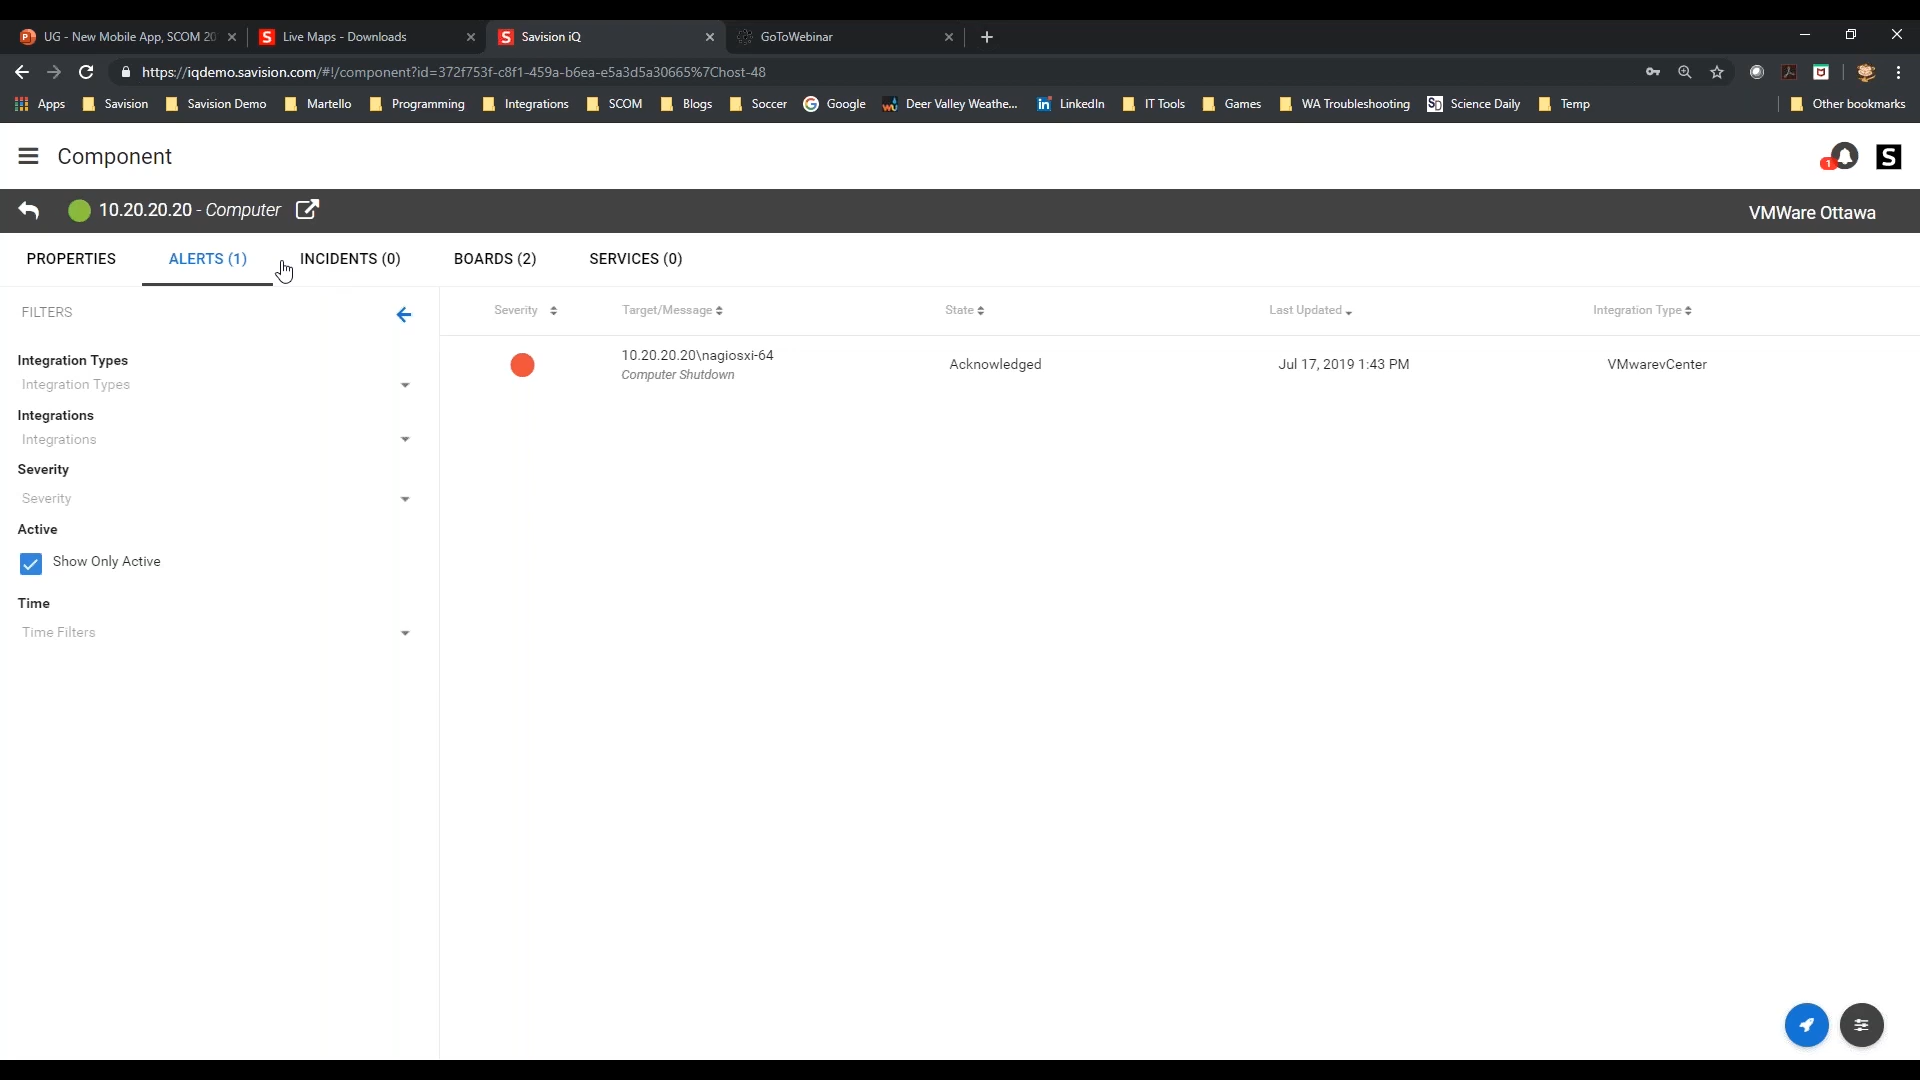 UG - New Mobile App, SCOM 20
Live Maps - Downloads
Savision iQ
GoToWebinar
https://iqdemo.savision.com/#!/component?id=372f753f-c8f1-459a-b6ea-e5a3d5a30665%7Chost-48
Apps
Savision
Savision Demo
Martello
Programming
Integrations
SCOM
Blogs
Soccer
Google
Deer Valley Weathe...
LinkedIn
IT Tools
Games
WA Troubleshooting
Science Daily
Temp
Other bookmarks
Component
1
S
10.20.20.20 - Computer
VMWare Ottawa
PROPERTIES
ALERTS (1)
INCIDENTS (0)
BOARDS (2)
SERVICES (0)
FILTERS
Severity
Target/Message
State
Last Updated
Integration Type
10.20.20.20\nagiosxi-64
Computer Shutdown
Acknowledged
Jul 17, 2019 1:43 PM
VMwarevCenter
Integration Types
Integration Types
Integrations
Integrations
Severity
Severity
Active
Show Only Active
Time
Time Filters